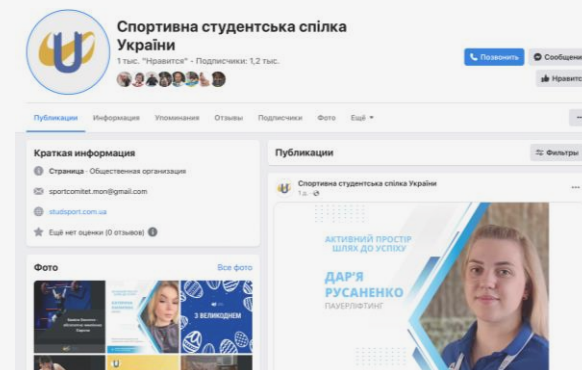 Спортивна студентська спілка
України
1 тыс. "Нравится" • Подписчики: 1,2 тыс.
Позвонить
Сообщени
Нравитс
Публикации Информация Упоминания Отзывы Подписчики Фото Ещё
Краткая информация
Страница · Общественная организация
sportcomitet.mon@gmail.com
studsport.com.ua
Ещё нет оценки (0 отзывов)
Фото
Все фото
З ВЕЛИКОДНЕМ
Публикации
Фильтры
Спортивна студентська спілка України
1 д.
АКТИВНИЙ ПРОСТІР
ШЛЯХ ДО УСПІХУ
ДАР'Я
РУСАНЕНКО
ПАУЕРЛІФТИНГ